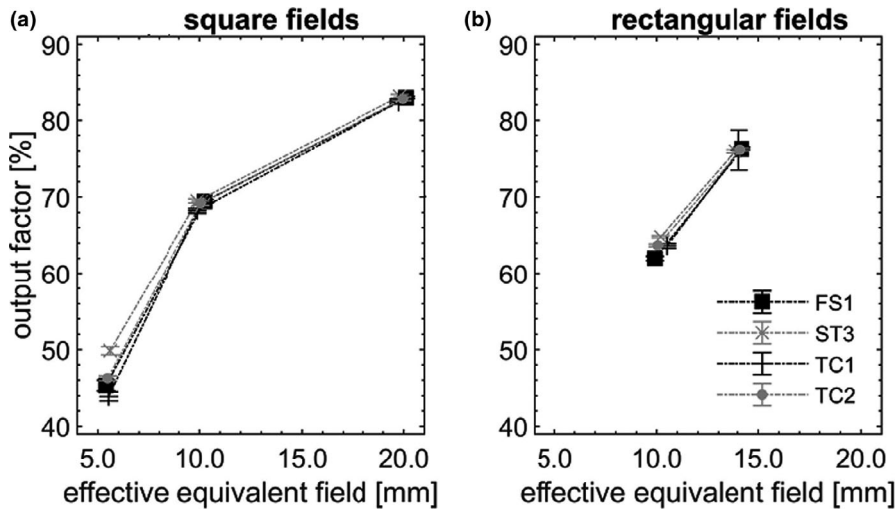 (a) square fields
(b) rectangular fields
output factor [%]
90
80
70
60
50
40
5.0 10.0 15.0 20.0
effective equivalent field [mm]
90
80
70
60
50
40
5.0 10.0 15.0 20.0
effective equivalent field [mm]
FS1
ST3
TC1
TC2